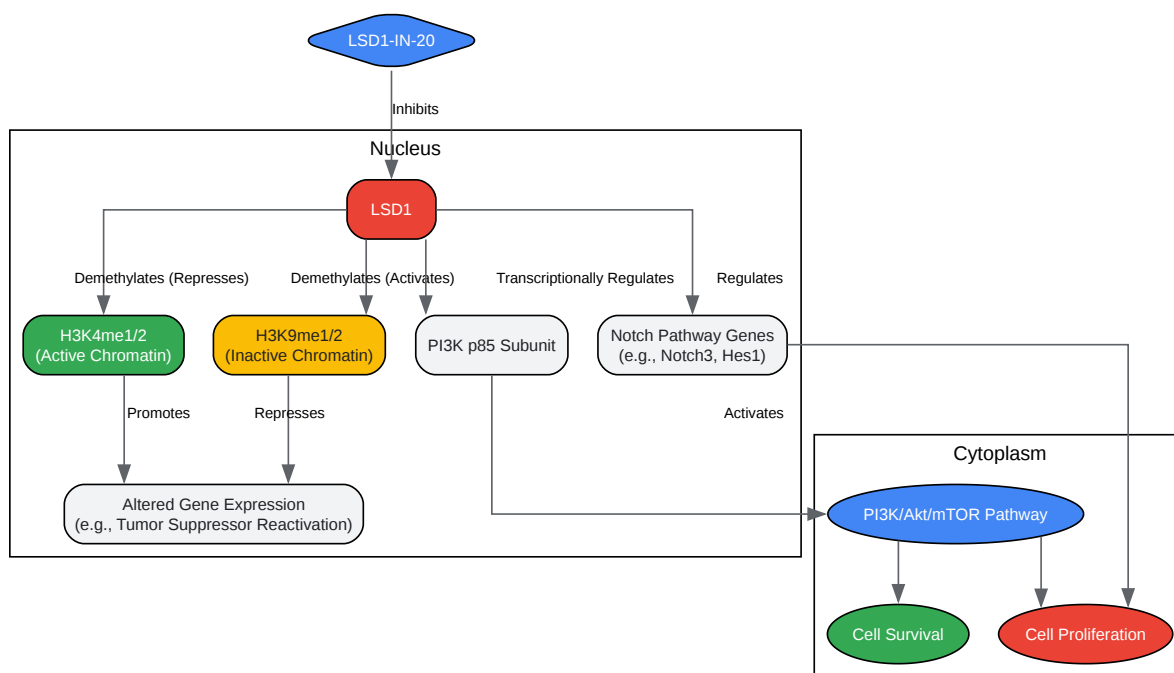 LSD1-IN-20
Inhibits
Nucleus
LSD1
Demethylates (Represses)
Demethylates (Activates)
Transcriptionally Regulates
Regulates
H3K4me1/2
(Active Chromatin)
H3K9me1/2
(Inactive Chromatin)
PI3K p85 Subunit
Notch Pathway Genes
(e.g., Notch3, Hes1)
Promotes
Represses
Activates
Cytoplasm
Altered Gene Expression
(e.g., Tumor Suppressor Reactivation)
PI3K/Akt/mTOR Pathway
Cell Survival
Cell Proliferation